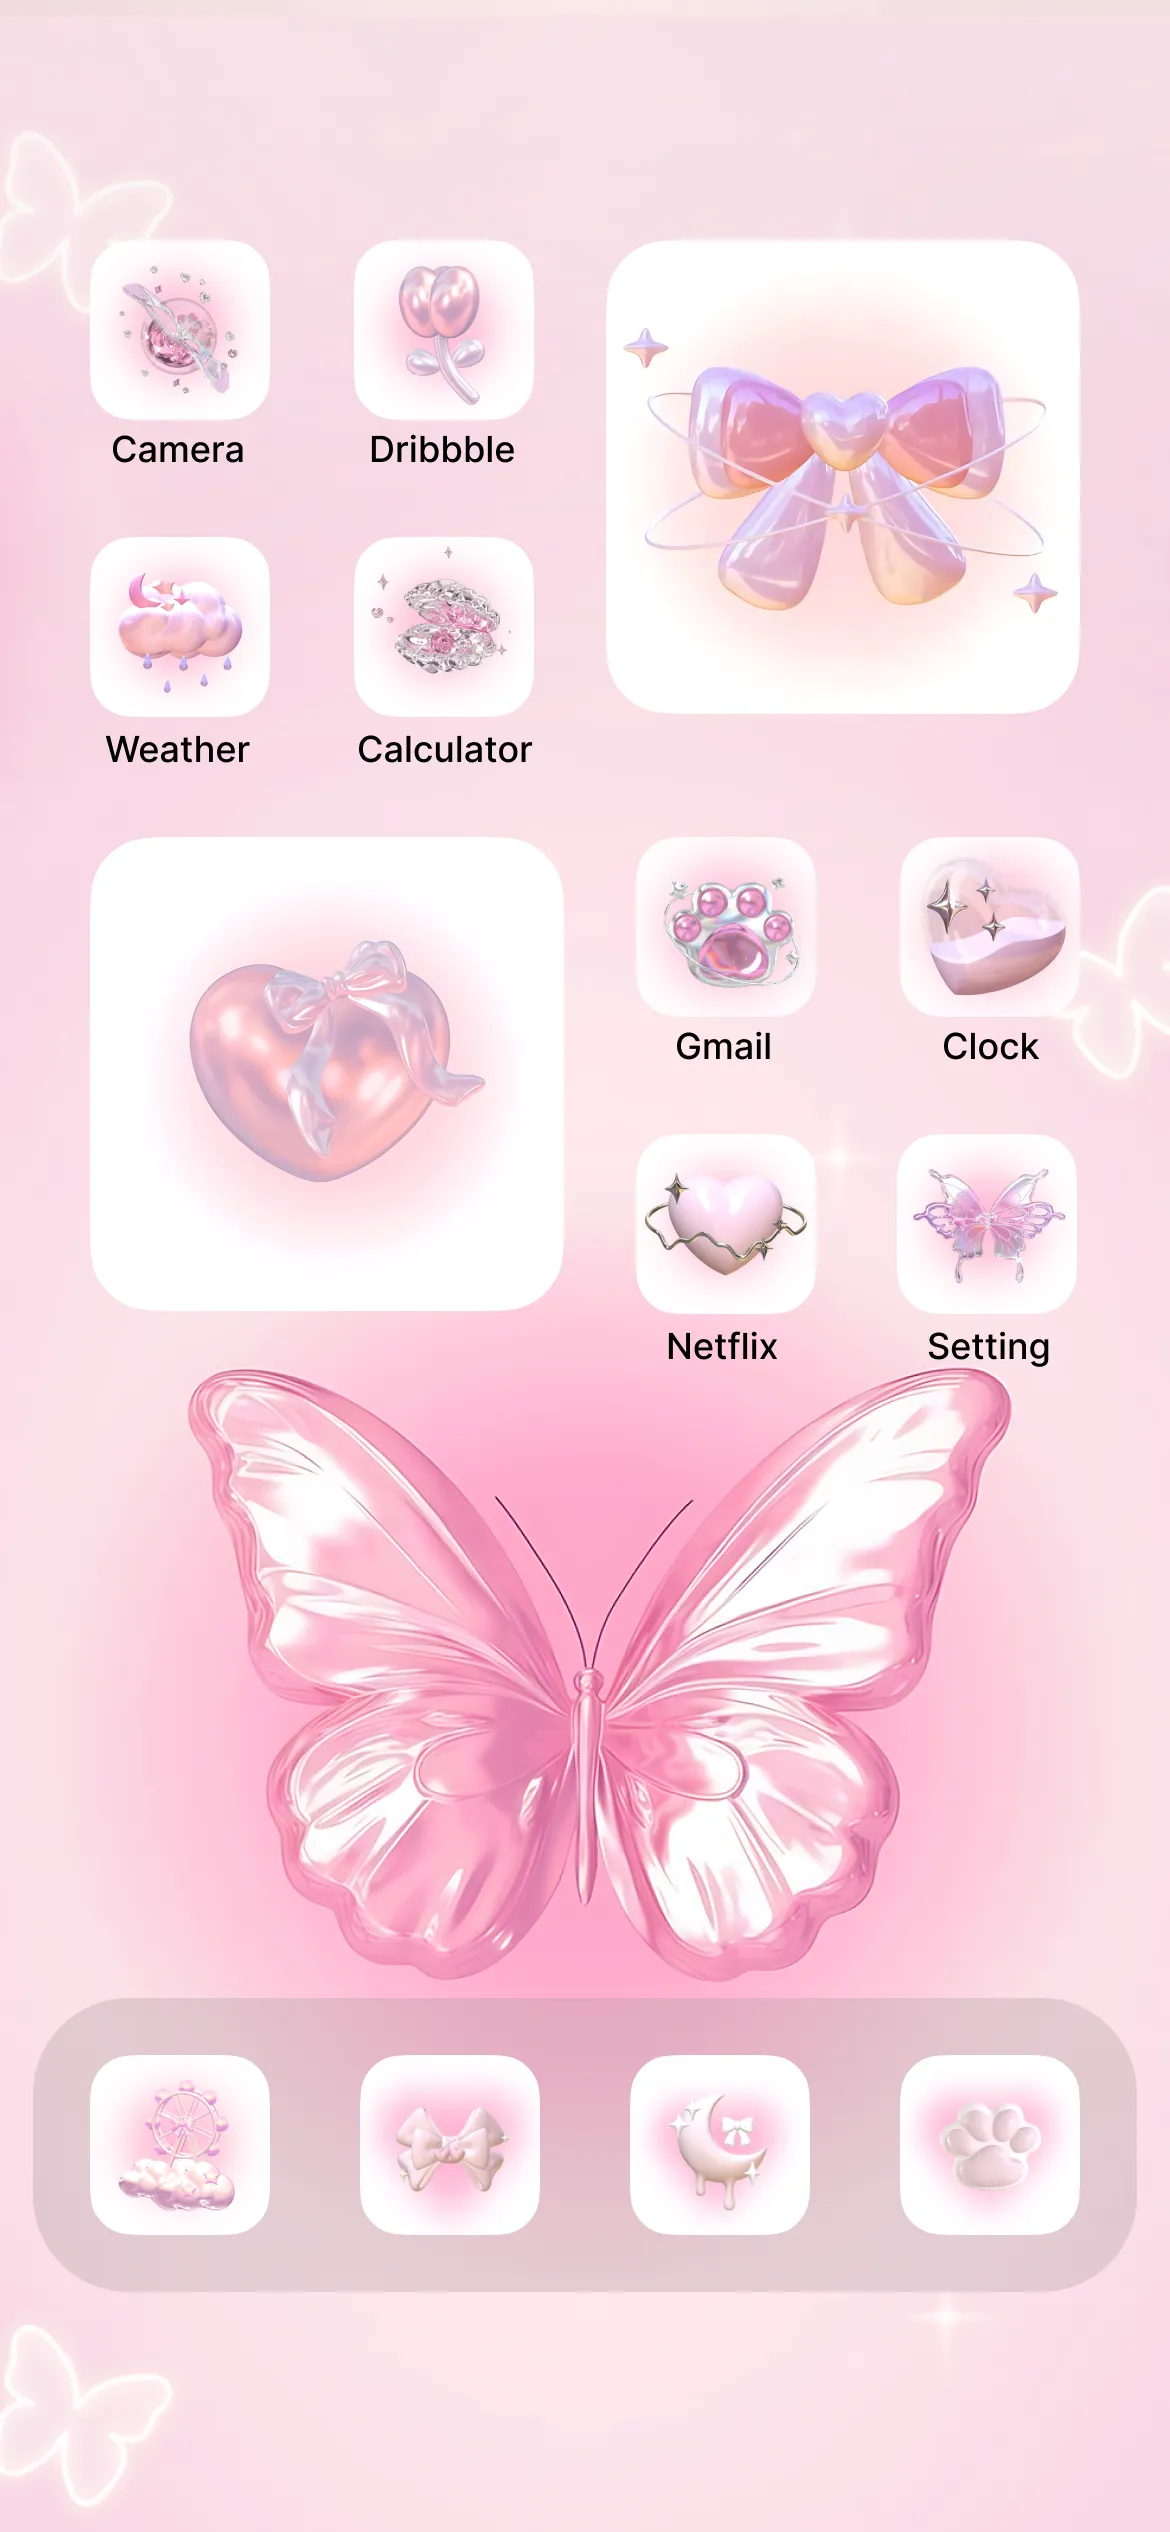 Camera
Dribbble
Weather
Calculator
Gmail
Clock
Netflix
Setting